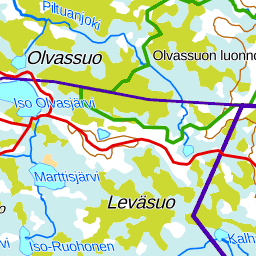 Piltuanjoki
Olvassuo
Olvassuon luonno
Iso Olvasjärvi
Marttisjärvi
Leväsuo
Iso-Ruohonen
Kalh